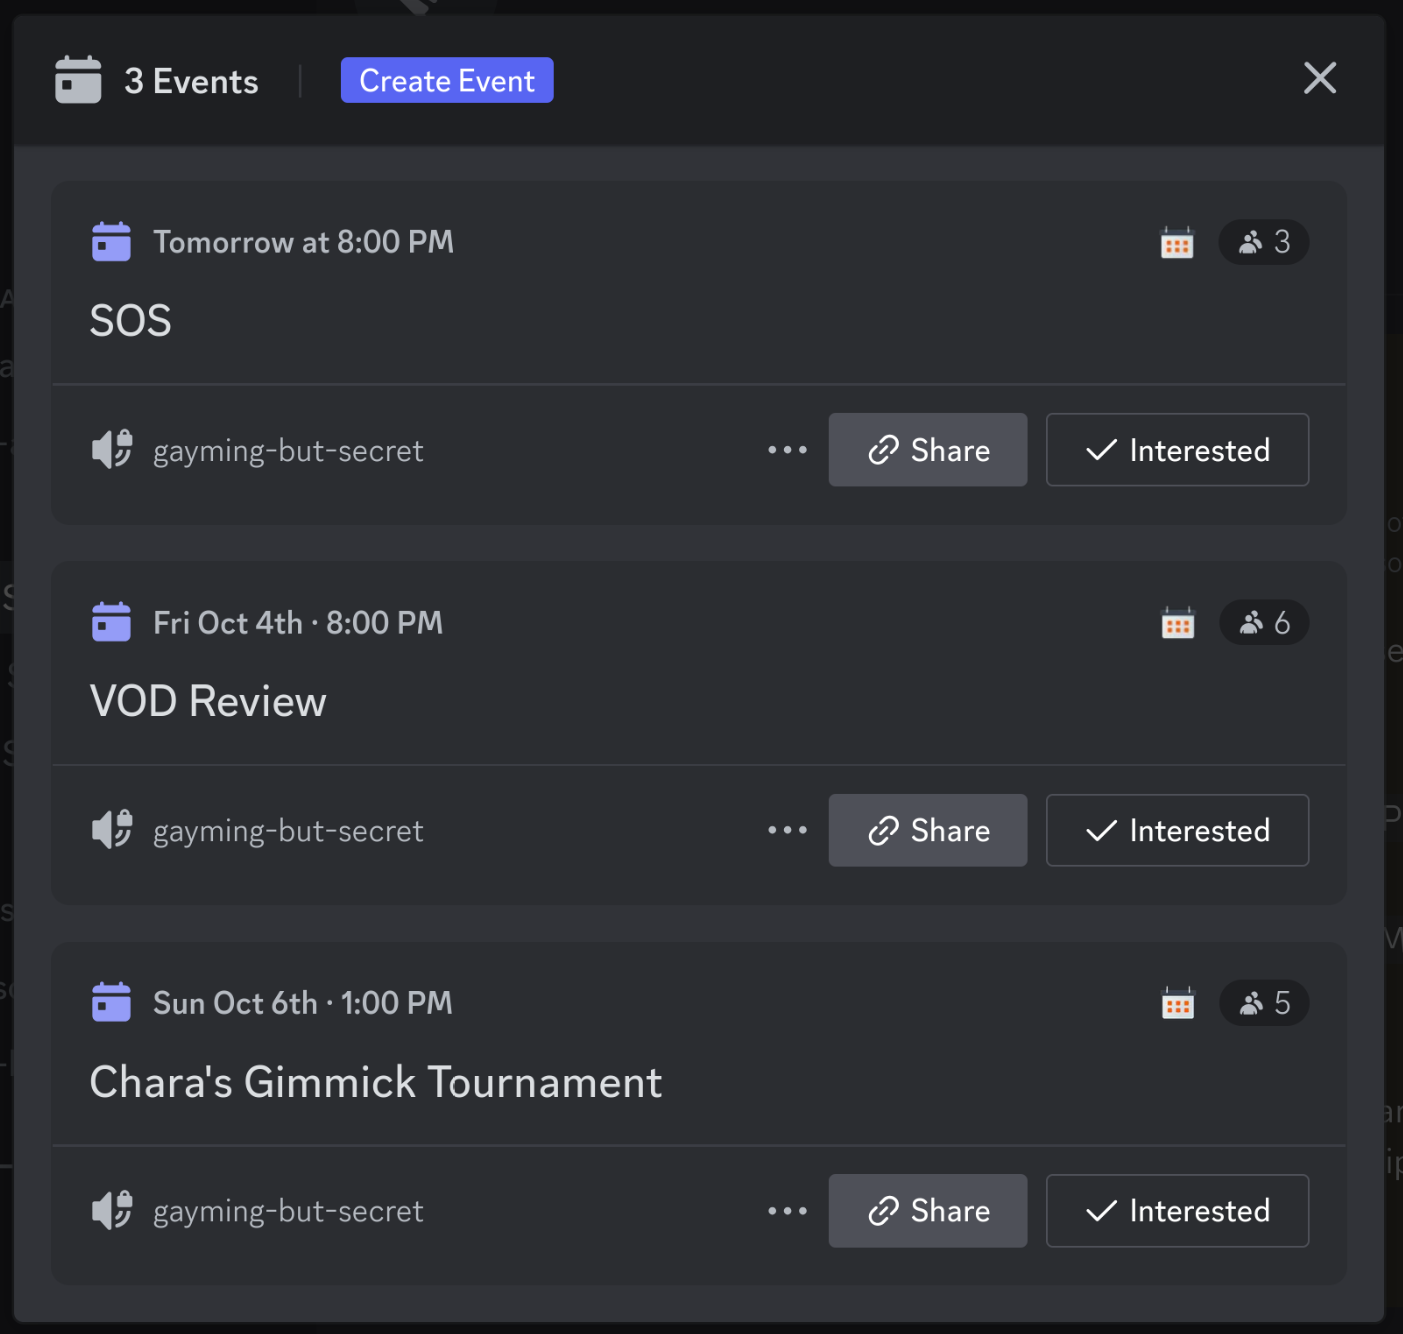 3 Events
Create Event
Tomorrow at 8:00 PM
3
SOS
gayming-but-secret
Share
Interested
Fri Oct 4th · 8:00 PM
6
VOD Review
gayming-but-secret
Share
Interested
Sun Oct 6th · 1:00 PM
5
Chara's Gimmick Tournament
gayming-but-secret
Share
Interested